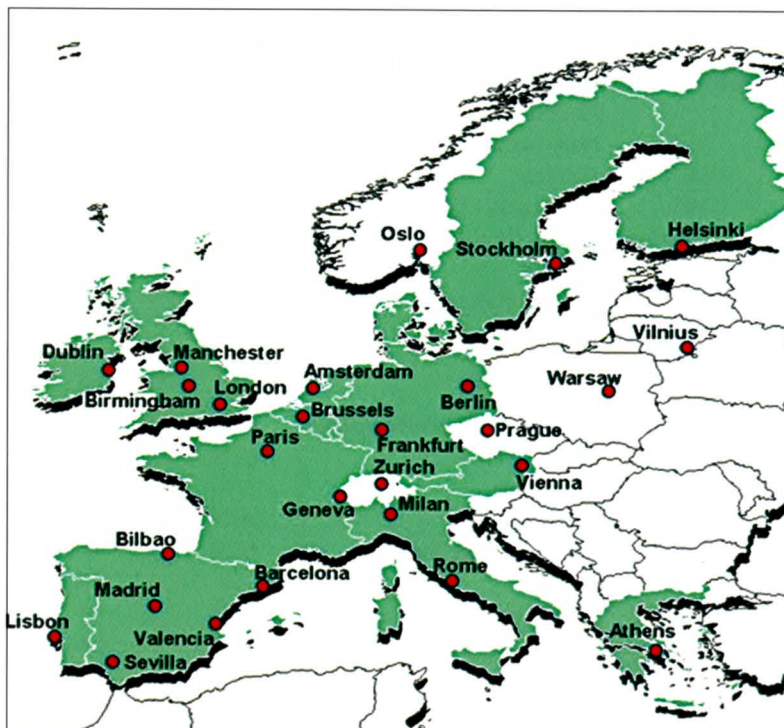 Oslo
Stockholm
Helsinki
Dublin
Manchester
Vilnius
Birmingham
London
Amsterdam
Berlin
Warsaw
Brussels
Paris
Frankfurt
Prague
Zurich
Geneva
Milan
Vienna
Bilbao
Barcelona
Rome
Madrid
Lisbon
Valencia
Athens
Sevilla